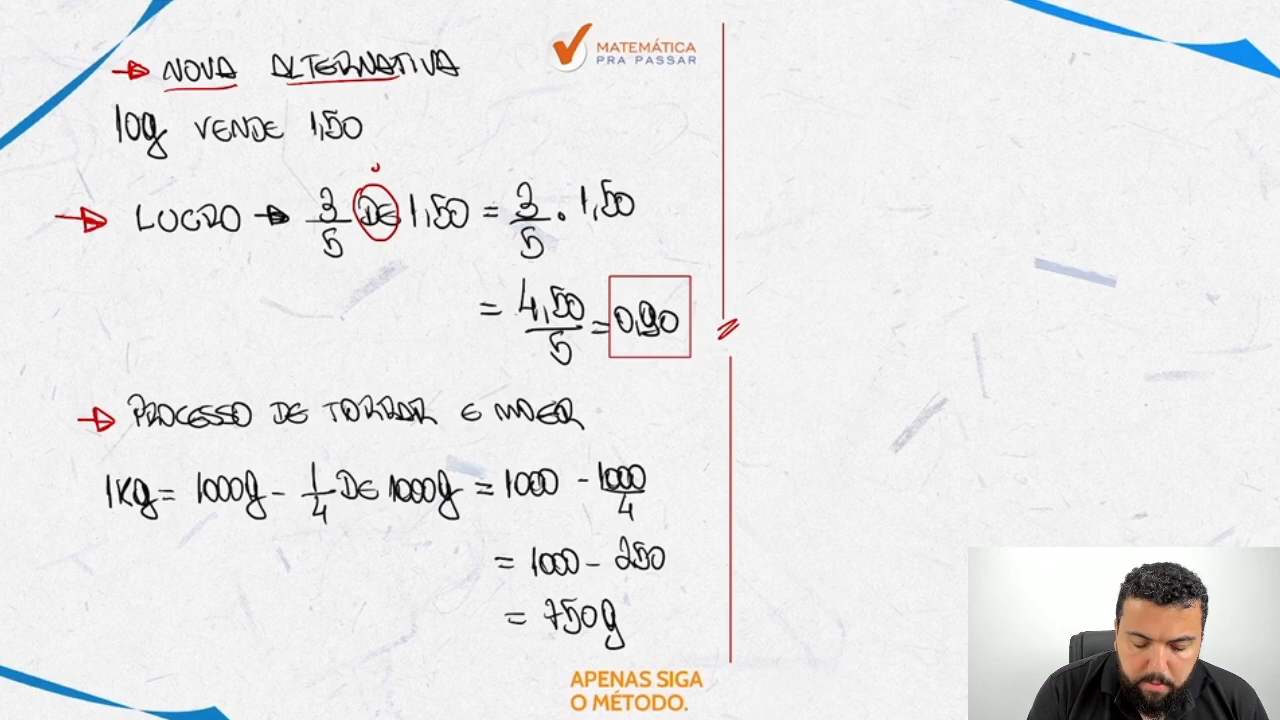 → NOVA ALTERNATIVA
MATEMÁTICA
PRA PASSAR
10g VENDE 1,50
→ LUCRO → 3/5 DE 1,50 = 3/5 . 1,50
= 4,50/5 = 0,90
→ PROCESSO DE TORRAR E MOER
1Kg = 1000g - 1/4 DE 1000g = 1000 - 1000/4
= 1000 - 250
= 750g
APENAS SIGA
O MÉTODO.